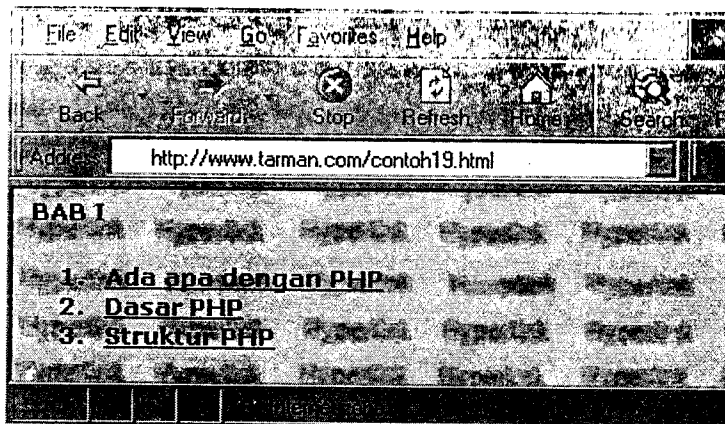 File Edit View Go Favorites Help
Back Forward Stop Refresh Home Search
Address http://www.tarman.com/contoh19.html
BAB I
1. Ada apa dengan PHP
2. Dasar PHP
3. Struktur PHP